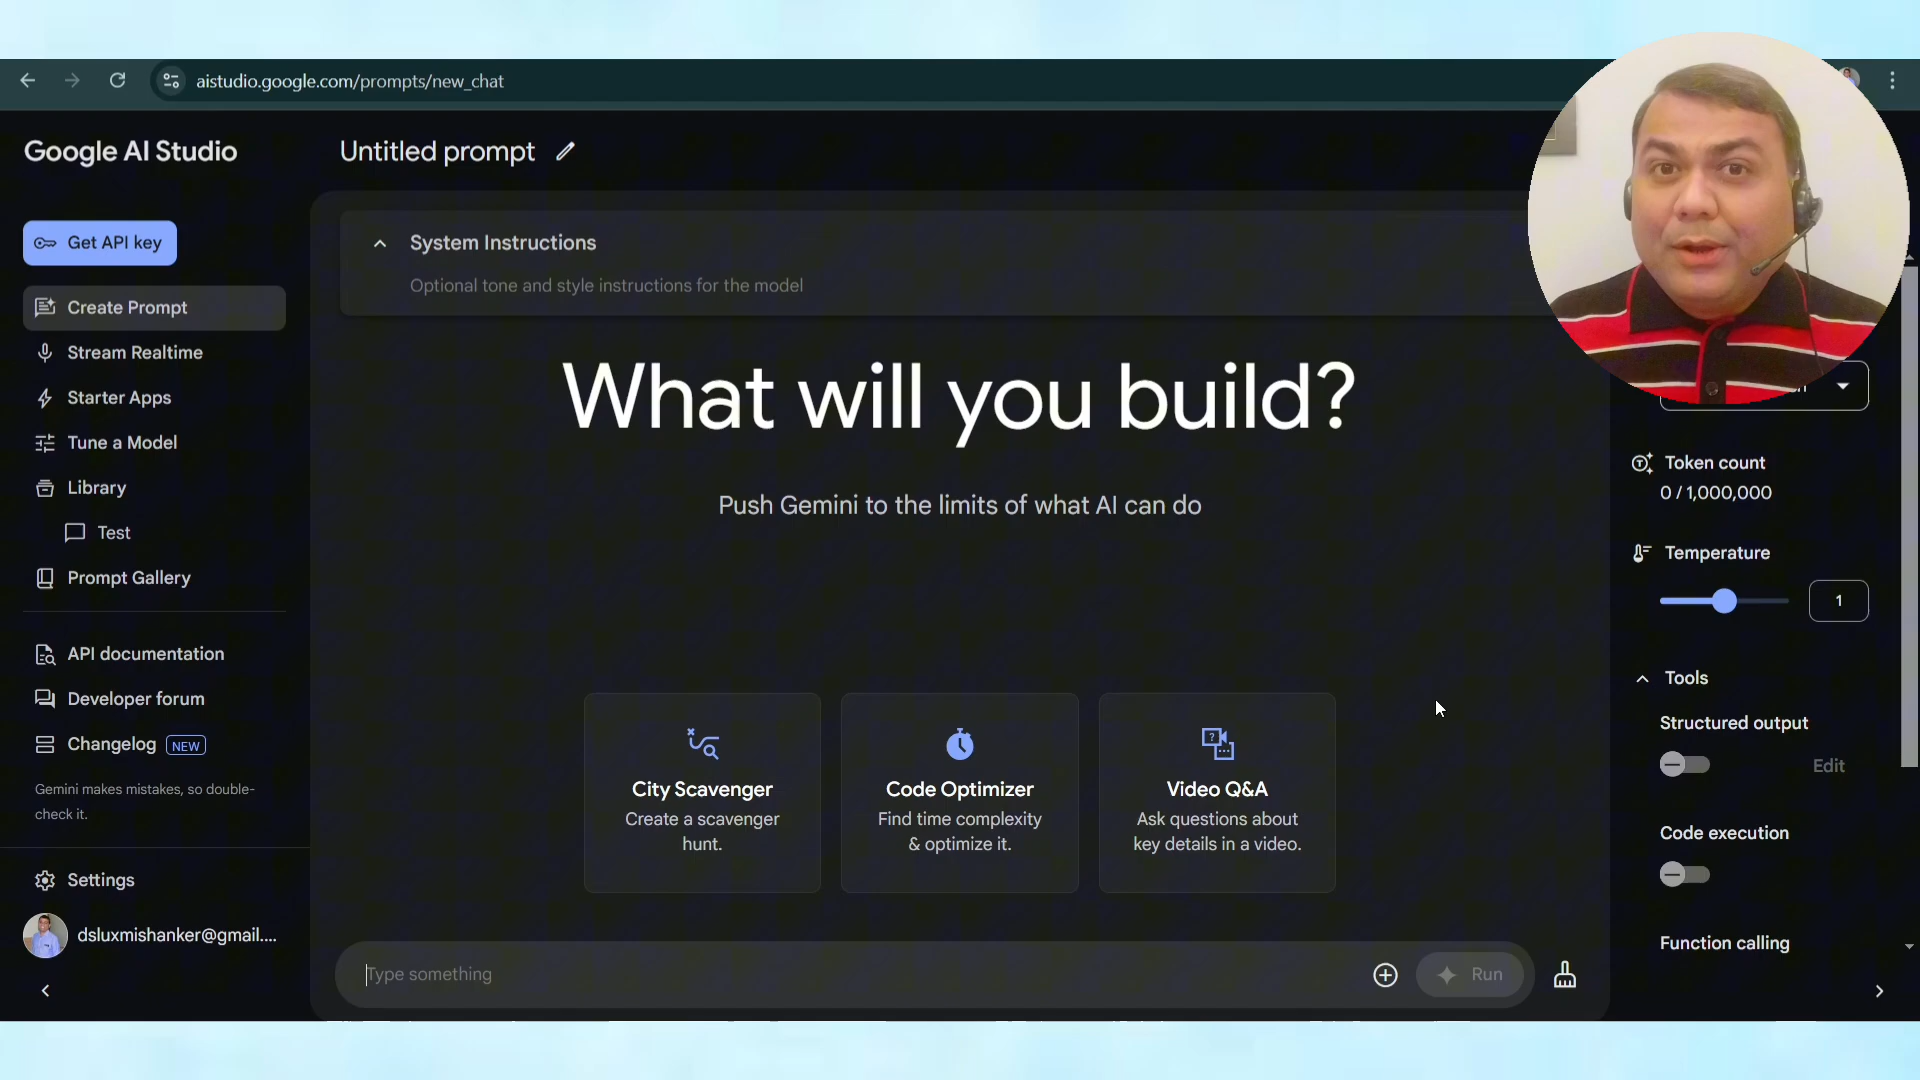 aistudio.google.com/prompts/new_chat
Google AI Studio
Untitled prompt
Get API key
System Instructions
Optional tone and style instructions for the model
Create Prompt
Stream Realtime
Starter Apps
Tune a Model
Library
Test
Prompt Gallery
What will you build?
Push Gemini to the limits of what AI can do
Token count
0 / 1,000,000
Temperature
1
Tools
Structured output
Edit
Code execution
Function calling
API documentation
Developer forum
Changelog NEW
Gemini makes mistakes, so double-
check it.
City Scavenger
Create a scavenger
hunt.
Code Optimizer
Find time complexity
& optimize it.
Video Q&A
Ask questions about
key details in a video.
Settings
dsluxmishanker@gmail....
Type something
Run